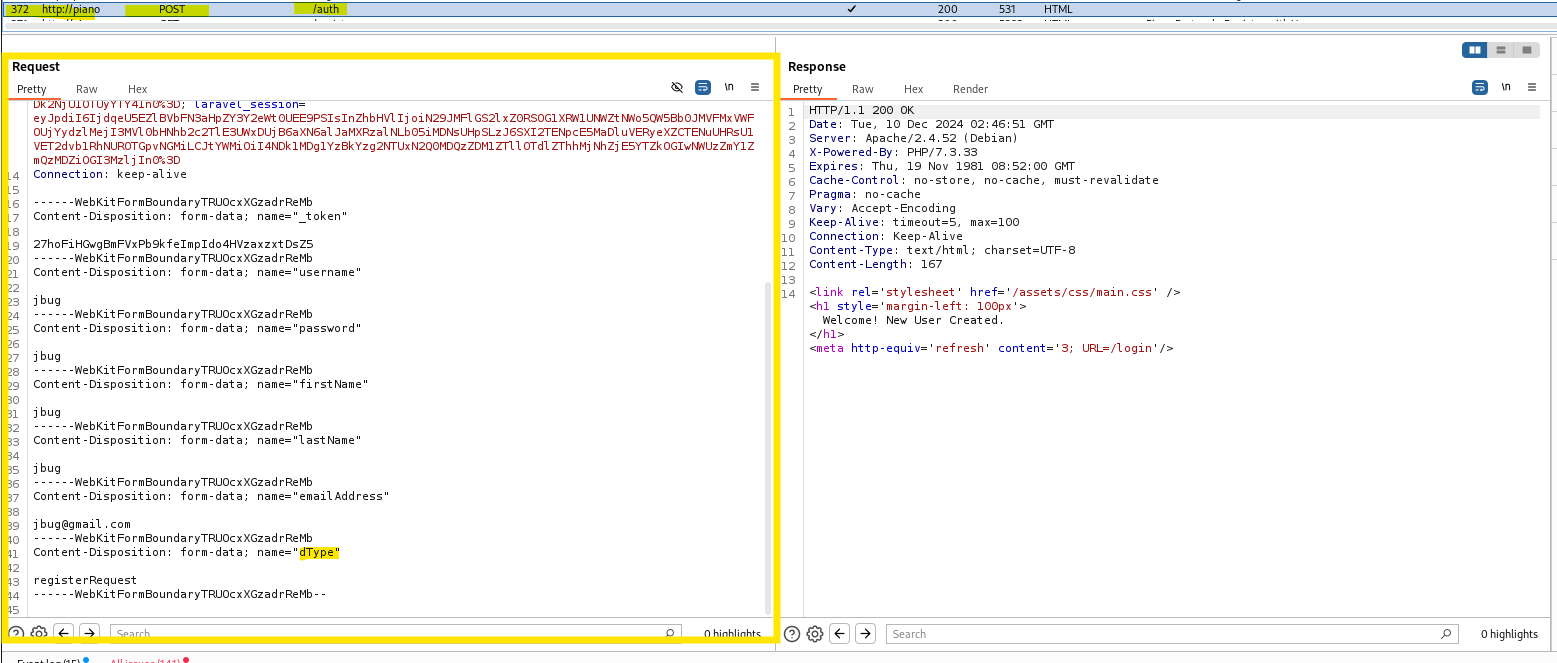 372 http://piano POST /auth ✓ 200 531 HTML
Request
Pretty Raw Hex \n
Dk2NjU1OTUyYTY4In0%3D; laravel_session=
14 Connection: keep-alive
15
16 ------WebKitFormBoundaryTRUOcxXGzadrReMb
17 Content-Disposition: form-data; name="_token"
18
19 27hoFiHGwgBmFVxPb9kfeImpIdo4HVzaxzxtDsZ5
20 ------WebKitFormBoundaryTRUOcxXGzadrReMb
21 Content-Disposition: form-data; name="username"
22
23 jbug
24 ------WebKitFormBoundaryTRUOcxXGzadrReMb
25 Content-Disposition: form-data; name="password"
26
27 jbug
28 ------WebKitFormBoundaryTRUOcxXGzadrReMb
29 Content-Disposition: form-data; name="firstName"
30
31 jbug
32 ------WebKitFormBoundaryTRUOcxXGzadrReMb
33 Content-Disposition: form-data; name="lastName"
34
35 jbug
36 ------WebKitFormBoundaryTRUOcxXGzadrReMb
37 Content-Disposition: form-data; name="emailAddress"
38
39 jbug@gmail.com
40 ------WebKitFormBoundaryTRUOcxXGzadrReMb
41 Content-Disposition: form-data; name="dType"
42
43 registerRequest
44 ------WebKitFormBoundaryTRUOcxXGzadrReMb--
45
Search 0 highlights
Response
Pretty Raw Hex Render \n
1 HTTP/1.1 200 OK
2 Date: Tue, 10 Dec 2024 02:46:51 GMT
3 Server: Apache/2.4.52 (Debian)
4 X-Powered-By: PHP/7.3.33
5 Expires: Thu, 19 Nov 1981 08:52:00 GMT
6 Cache-Control: no-store, no-cache, must-revalidate
7 Pragma: no-cache
8 Vary: Accept-Encoding
9 Keep-Alive: timeout=5, max=100
10 Connection: Keep-Alive
11 Content-Type: text/html; charset=UTF-8
12 Content-Length: 167
13
14 <link rel='stylesheet' href='/assets/css/main.css' />
<h1 style='margin-left: 100px'>
Welcome! New User Created.
</h1>
<meta http-equiv='refresh' content='3; URL=/login'/>
Search 0 highlights
Event log (15) All issues (141)